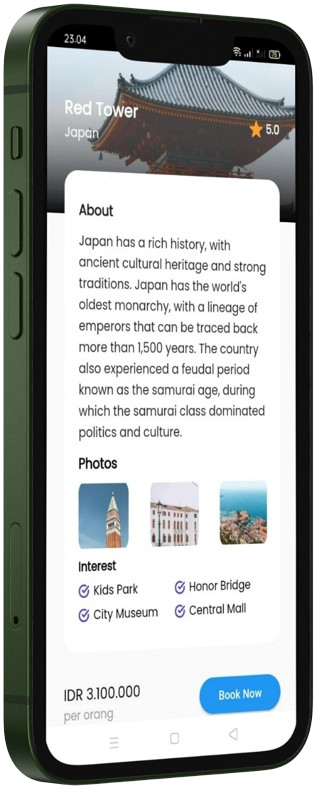 23.04
Red Tower
Japan
5.0
About
Japan has a rich history, with
ancient cultural heritage and strong
traditions. Japan has the world's
oldest monarchy, with a lineage of
emperors that can be traced back
more than 1,500 years. The country
also experienced a feudal period
known as the samurai age, during
which the samurai class dominated
politics and culture.
Photos
Interest
Kids Park
Honor Bridge
City Museum
Central Mall
IDR 3.100.000
per orang
Book Now